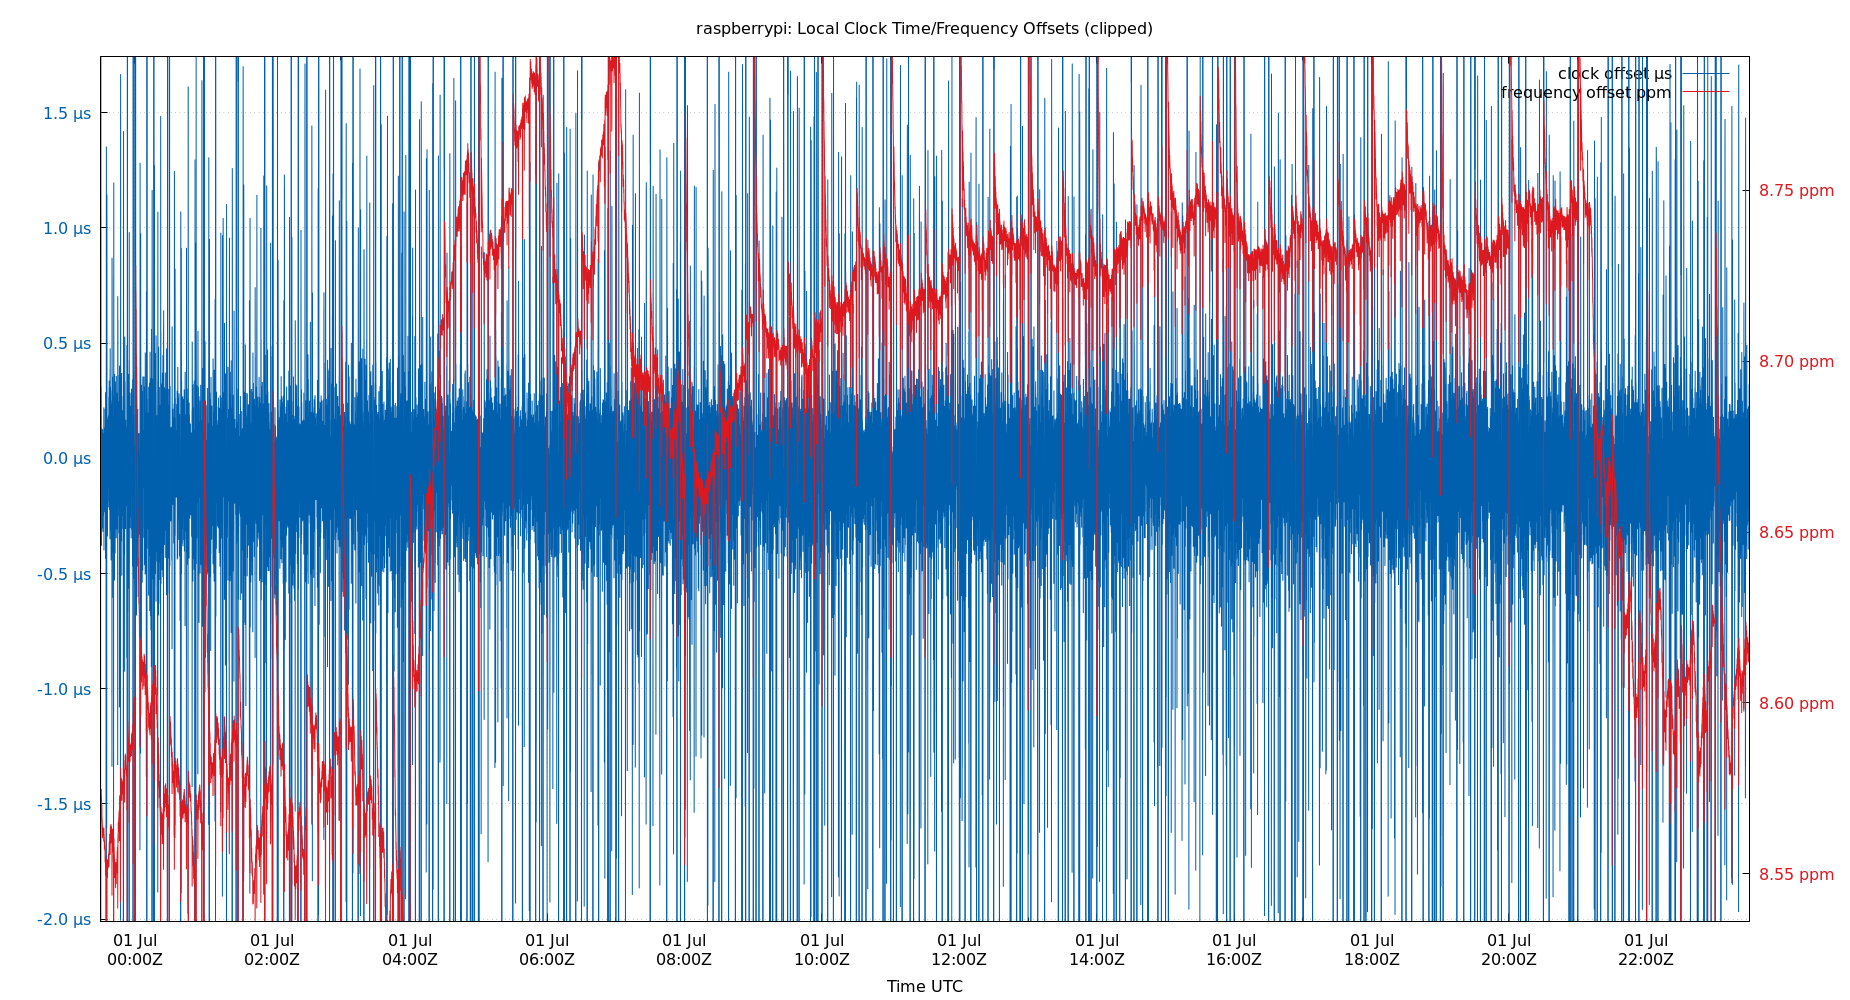 raspberrypi: Local Clock Time/Frequency Offsets (clipped)
clock offset µs
frequency offset ppm
1.5 µs
1.0 µs
0.5 µs
0.0 µs
-0.5 µs
-1.0 µs
-1.5 µs
-2.0 µs
8.75 ppm
8.70 ppm
8.65 ppm
8.60 ppm
8.55 ppm
01 Jul 01 Jul 01 Jul 01 Jul 01 Jul 01 Jul 01 Jul 01 Jul 01 Jul 01 Jul 01 Jul 01 Jul
00:00Z 02:00Z 04:00Z 06:00Z 08:00Z 10:00Z 12:00Z 14:00Z 16:00Z 18:00Z 20:00Z 22:00Z
Time UTC